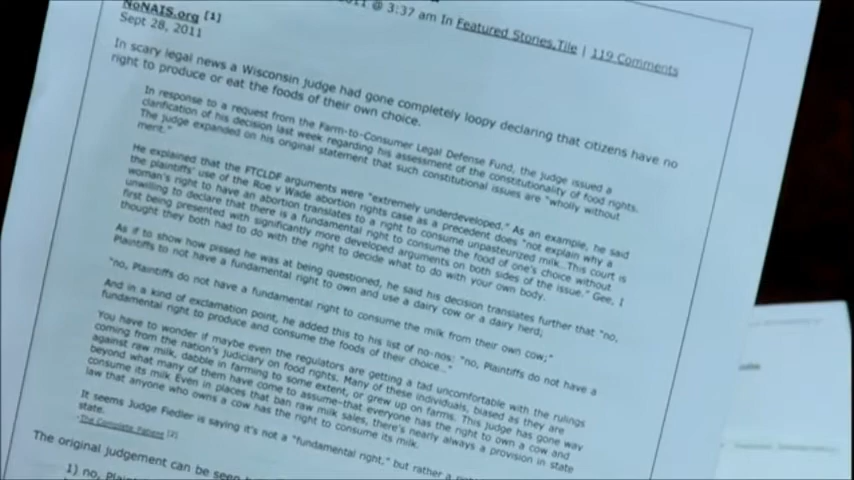 NoNAIS.org [1]
2011 @ 3:37 am In Featured Stories,Tile | 119 Comments
Sept 28, 2011
In scary legal news a Wisconsin judge had gone completely loopy declaring that citizens have no
right to produce or eat the foods of their own choice.
In response to a request from the Farm-to-Consumer Legal Defense Fund, the judge issued a
clarification of his decision last week regarding his assessment of the constitutionality of food rights.
The judge expanded on his original statement that such constitutional issues are "wholly without
merit."
He explained that the FTCLDF arguments were "extremely underdeveloped." As an example, he said
the plaintiffs' use of the Roe v Wade abortion rights case as a precedent does "not explain why a
woman's right to have an abortion translates to a right to consume unpasteurized milk...This court is
unwilling to declare that there is a fundamental right to consume the food of one's choice without
first being presented with significantly more developed arguments on both sides of the issue." Gee, I
thought they both had to do with the right to decide what to do with your own body.
As if to show how pissed he was at being questioned, he said his decision translates further that "no,
Plaintiffs to not have a fundamental right to own and use a dairy cow or a dairy herd;
"no, Plaintiffs do not have a fundamental right to consume the milk from their own cow;"
And in a kind of exclamation point, he added this to his list of no-nos: "no, Plaintiffs do not have a
fundamental right to produce and consume the foods of their choice..."
You have to wonder if maybe even the regulators are getting a tad uncomfortable with the rulings
coming from the nation's judiciary on food rights. Many of these individuals, biased as they are
against raw milk, dabble in farming to some extent, or grew up on farms. This judge has gone way
beyond what many of them have come to assume–that everyone has the right to own a cow and
consume its milk Even in places that ban raw milk sales, there's nearly always a provision in state
law that anyone who owns a cow has the right to consume its milk.
It seems Judge Fiedler is saying it's not a "fundamental right," but rather a
state.
-The Complete Patient [2]
The original judgement can be seen
1) no, Plain